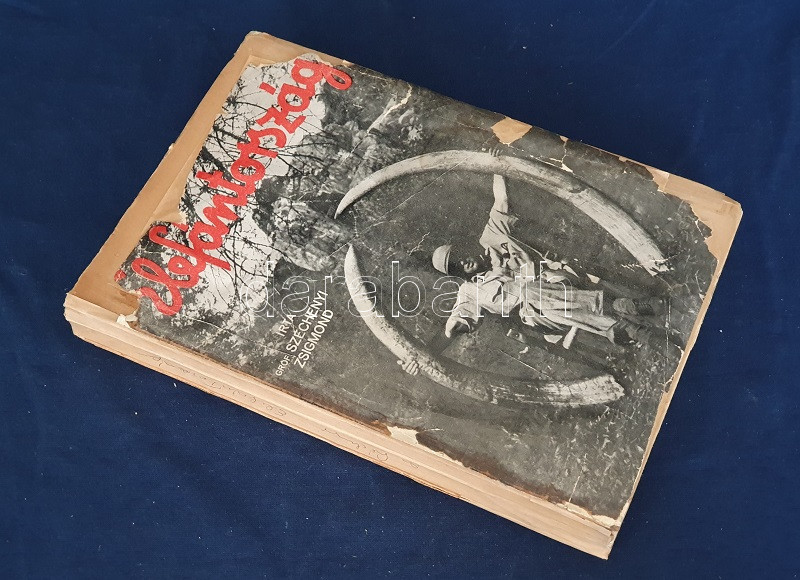 elefántország
ÍRTA
GRÓF SZÉCHENYI
ZSIGMOND
darabanth